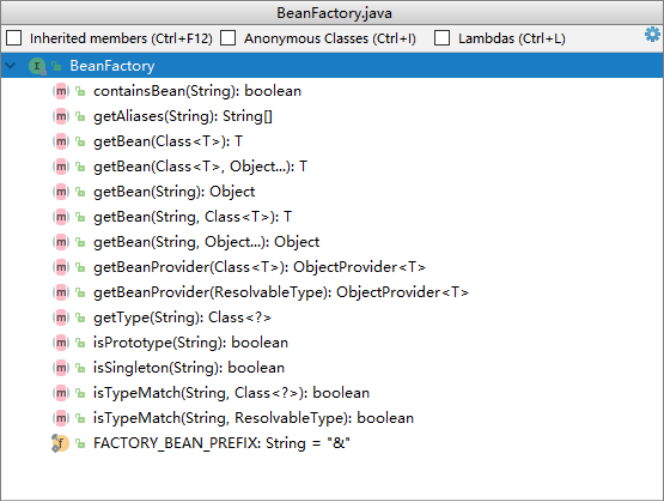 BeanFactory.java
Inherited members (Ctrl+F12) Anonymous Classes (Ctrl+I) Lambdas (Ctrl+L)
I BeanFactory
m containsBean(String): boolean
m getAliases(String): String[]
m getBean(Class<T>): T
m getBean(Class<T>, Object...): T
m getBean(String): Object
m getBean(String, Class<T>): T
m getBean(String, Object...): Object
m getBeanProvider(Class<T>): ObjectProvider<T>
m getBeanProvider(ResolvableType): ObjectProvider<T>
m getType(String): Class<?>
m isPrototype(String): boolean
m isSingleton(String): boolean
m isTypeMatch(String, Class<?>): boolean
m isTypeMatch(String, ResolvableType): boolean
f FACTORY_BEAN_PREFIX: String = "&"